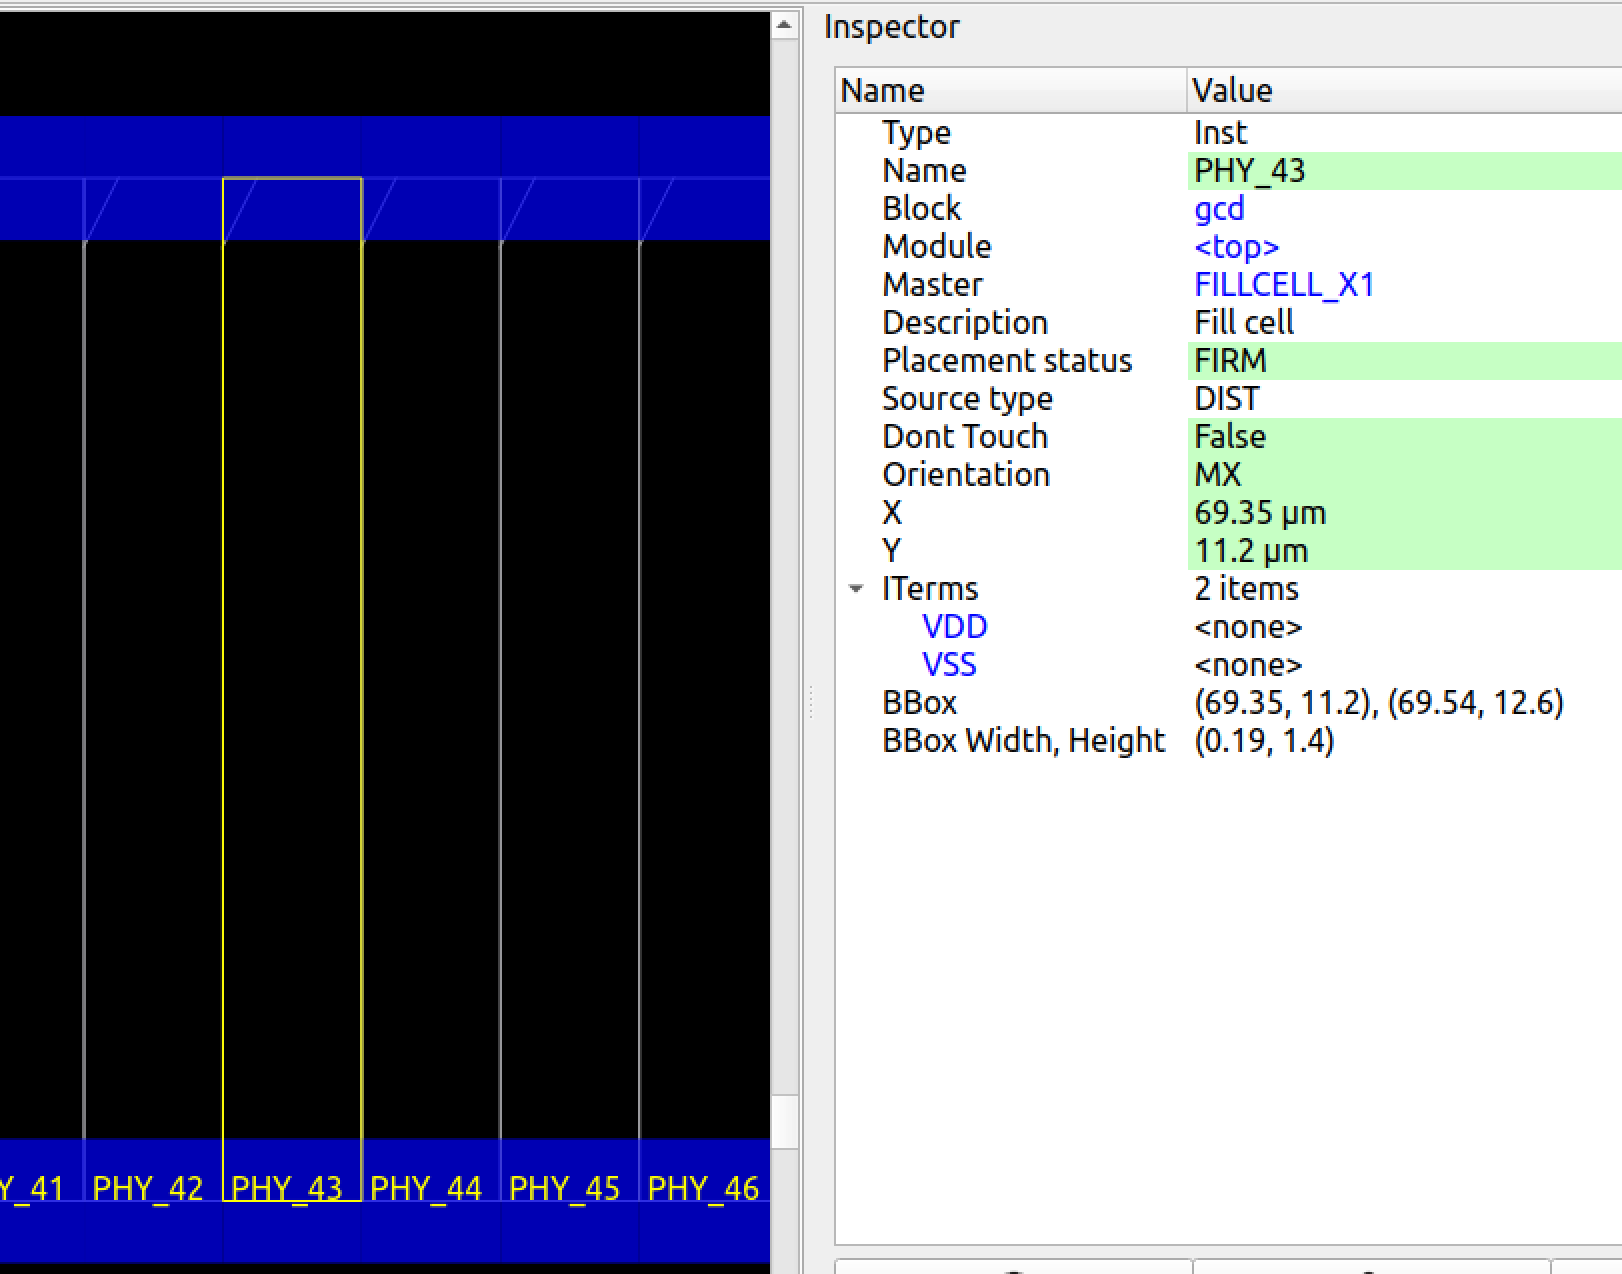 Inspector
Name Value
Type Inst
Name PHY_43
Block gcd
Module <top>
Master FILLCELL_X1
Description Fill cell
Placement status FIRM
Source type DIST
Dont Touch False
Orientation MX
X 69.35 µm
Y 11.2 µm
ITerms 2 items
VDD <none>
VSS <none>
BBox (69.35, 11.2), (69.54, 12.6)
BBox Width, Height (0.19, 1.4)
Y_41 PHY_42 PHY_43 PHY_44 PHY_45 PHY_46